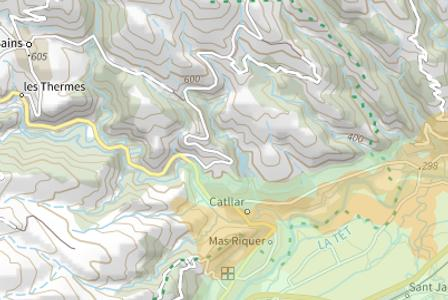 ains
605
les Thermes
600
400
298
Catllar
Mas Riquer
LA TET
Sant Ja